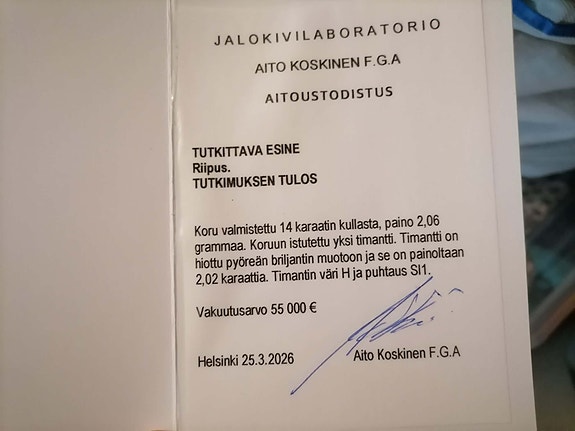 JALOKIVILABORATORIO
AITO KOSKINEN F.G.A
AITOUSTODISTUS
TUTKITTAVA ESINE
Riipus.
TUTKIMUKSEN TULOS
Koru valmistettu 14 karaatin kullasta, paino 2,06
grammaa. Koruun istutettu yksi timantti. Timantti on
hiottu pyöreän briljantin muotoon ja se on painoltaan
2,02 karaattia. Timantin väri H ja puhtaus SI1.
Vakuutusarvo 55 000 €
Helsinki 25.3.2026 Aito Koskinen F.G.A